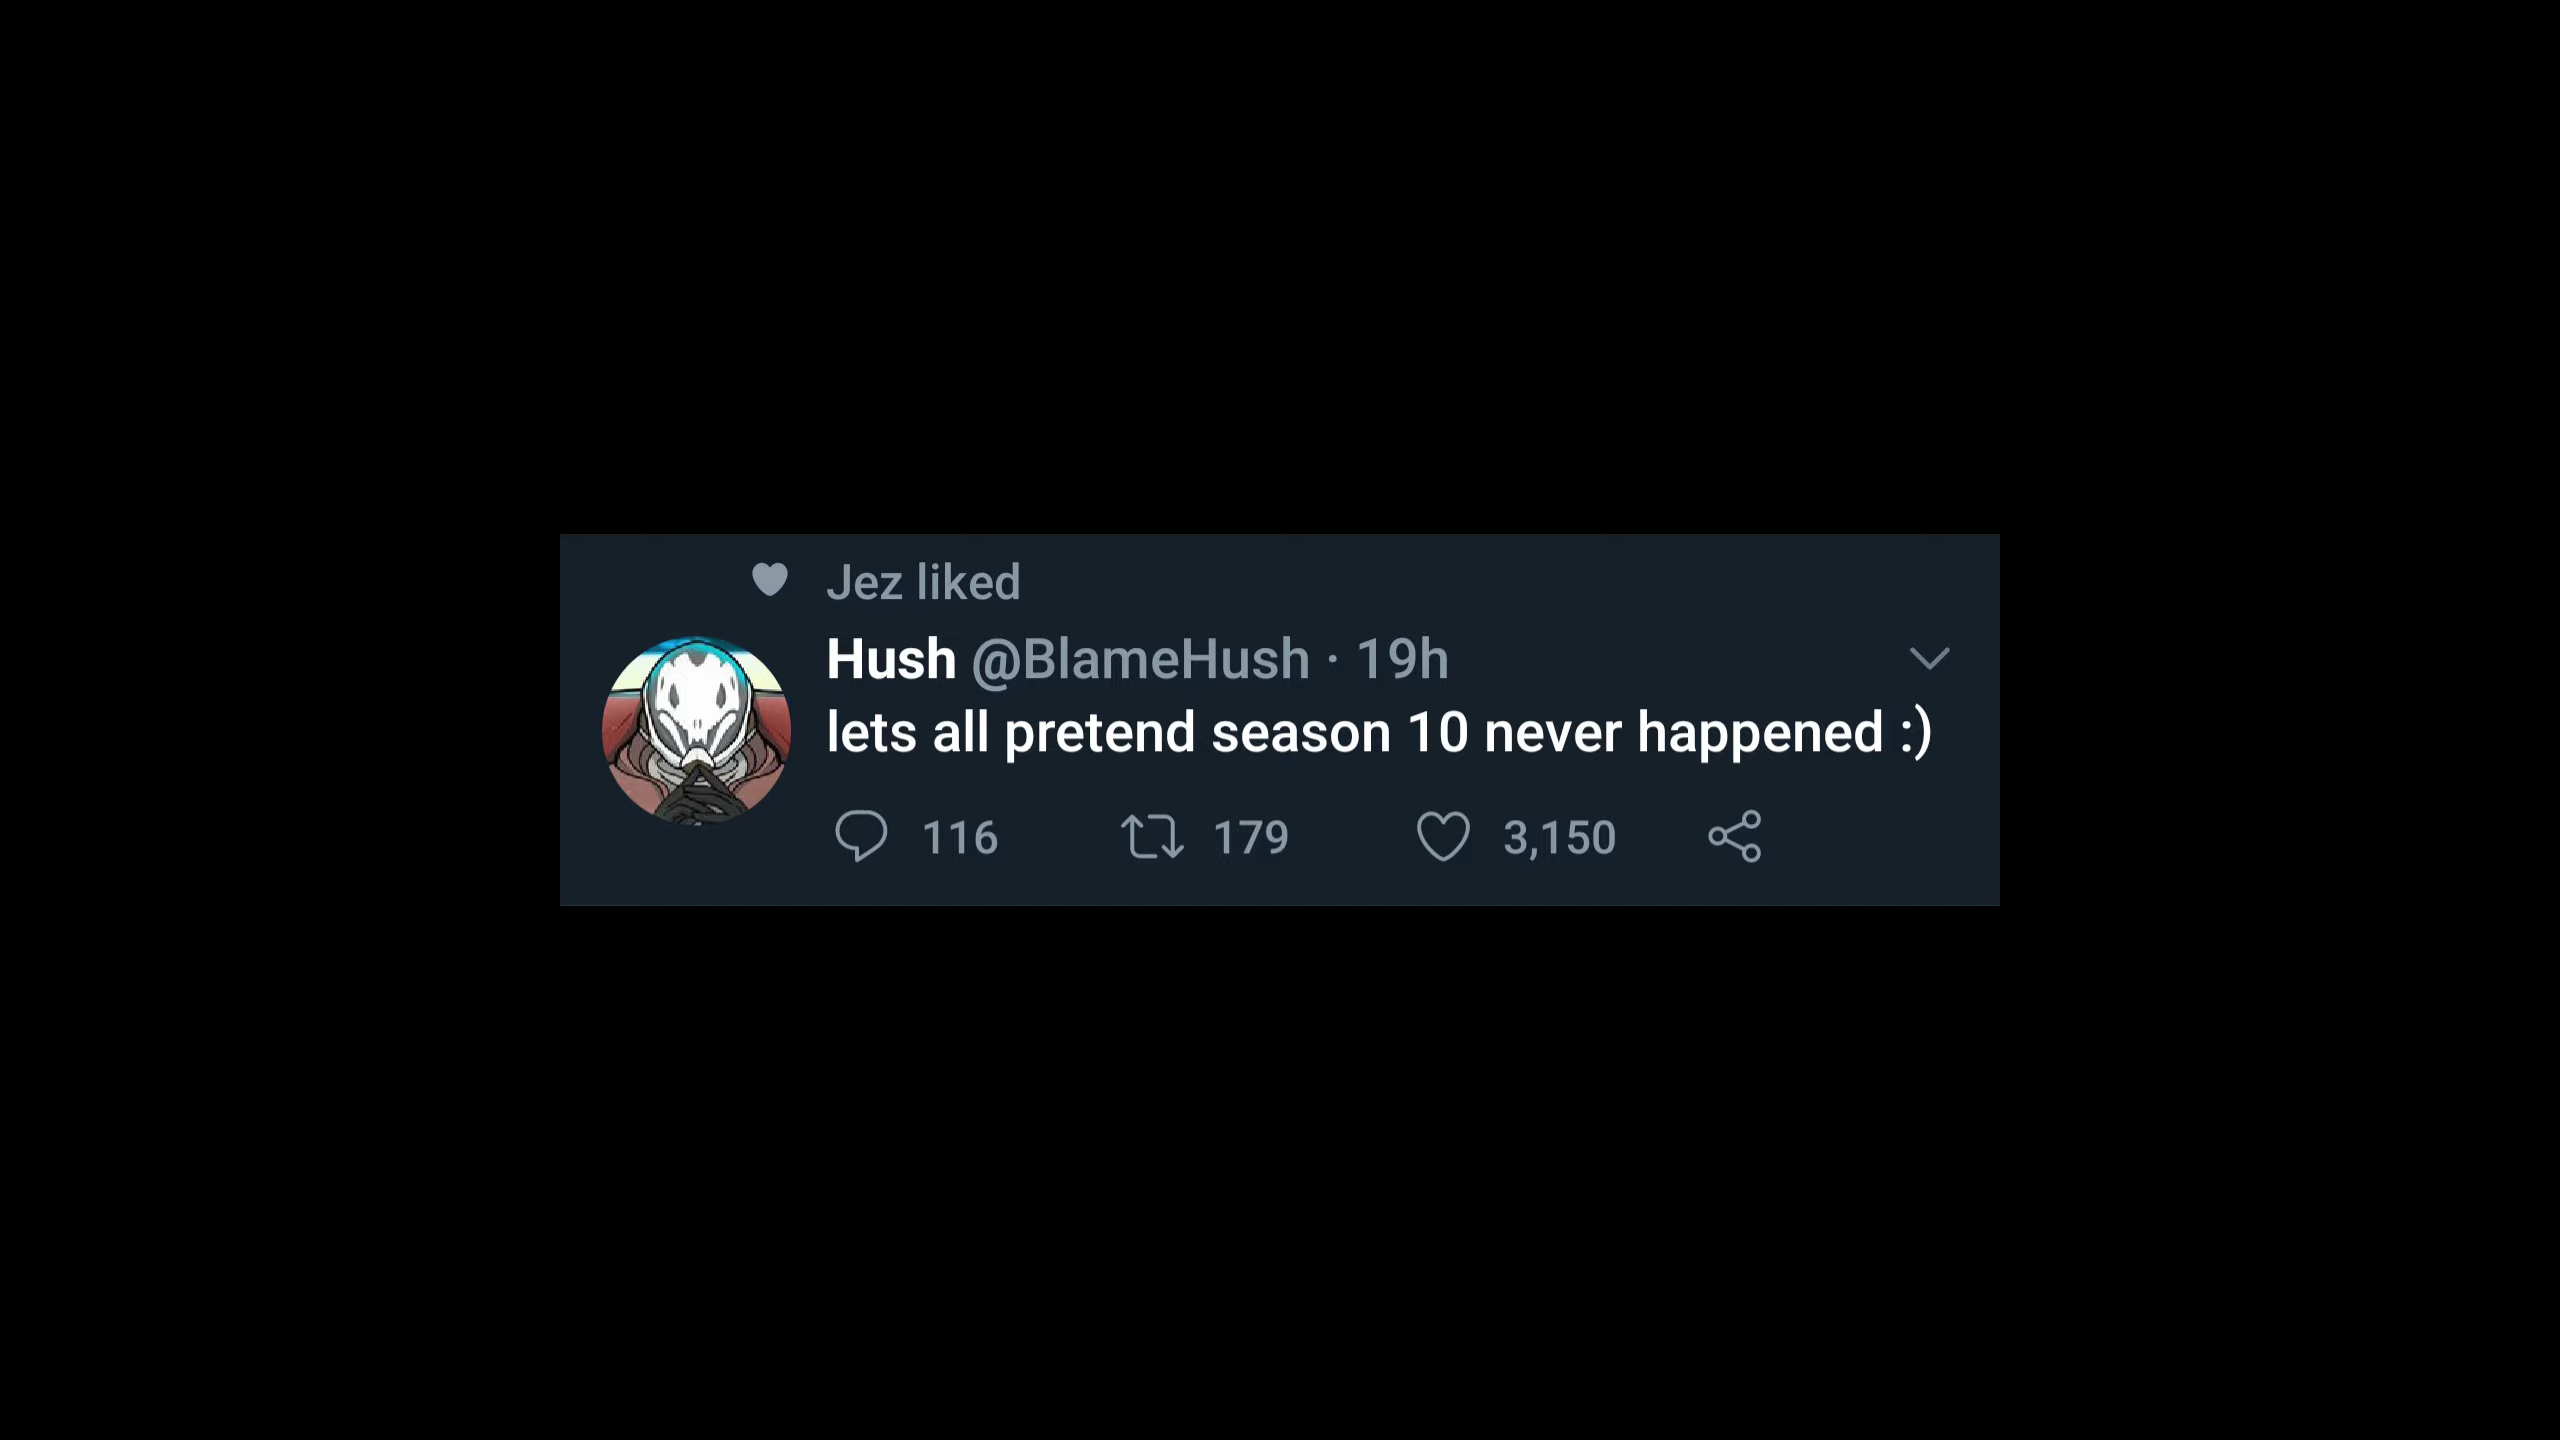 Jez liked
Hush @BlameHush · 19h
lets all pretend season 10 never happened :)
116 179 3,150